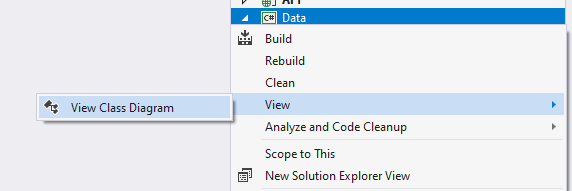 C# Data
Build
Rebuild
Clean
View
View Class Diagram
Analyze and Code Cleanup
Scope to This
New Solution Explorer View